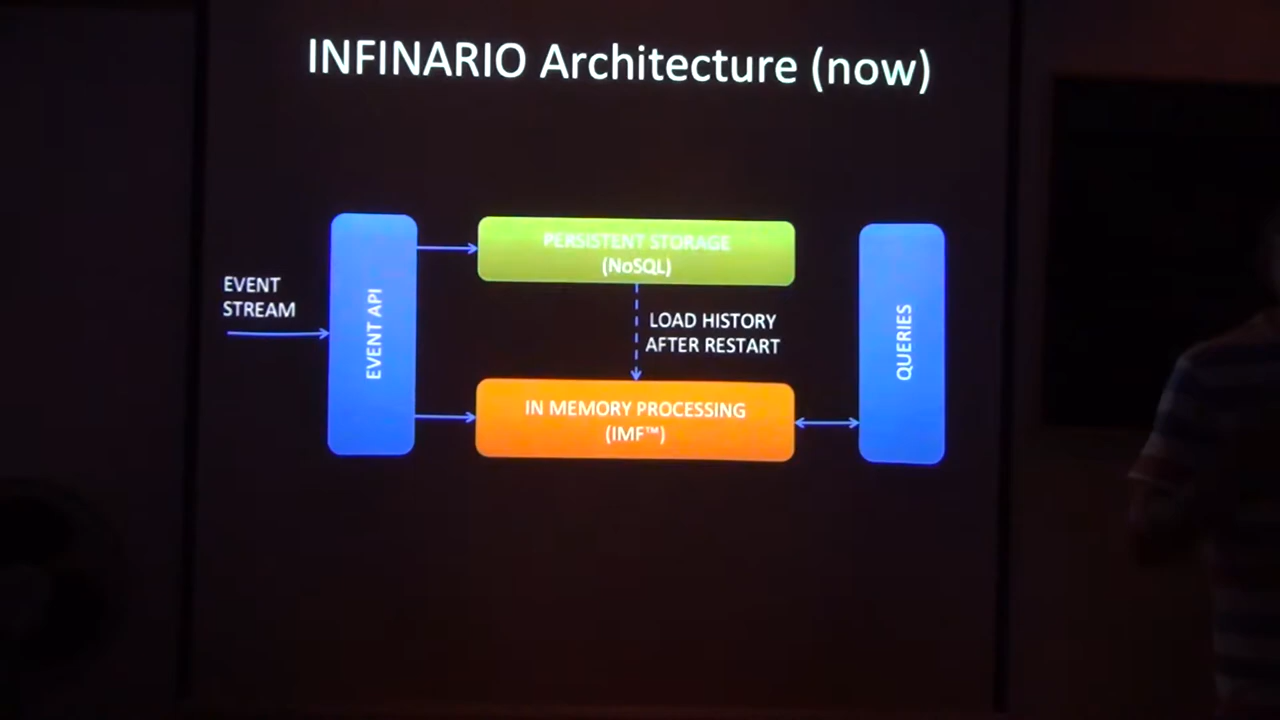 INFINARIO Architecture (now)
EVENT
STREAM
EVENT API
PERSISTENT STORAGE
(NoSQL)
LOAD HISTORY
AFTER RESTART
IN MEMORY PROCESSING
(IMF™)
QUERIES